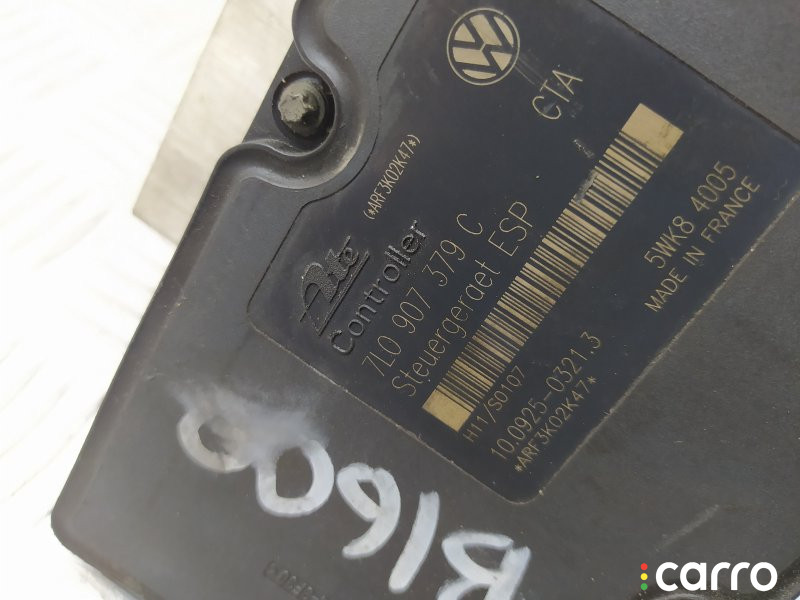 CTA
(*ARF3K02K47*)
Ate
Controller
7L0 907 379 C
Steuergeraet ESP
H11/S0107
5WK8 4005
MADE IN FRANCE
10.0925-0321.3
*ARF3K02K47*
B1600
carro